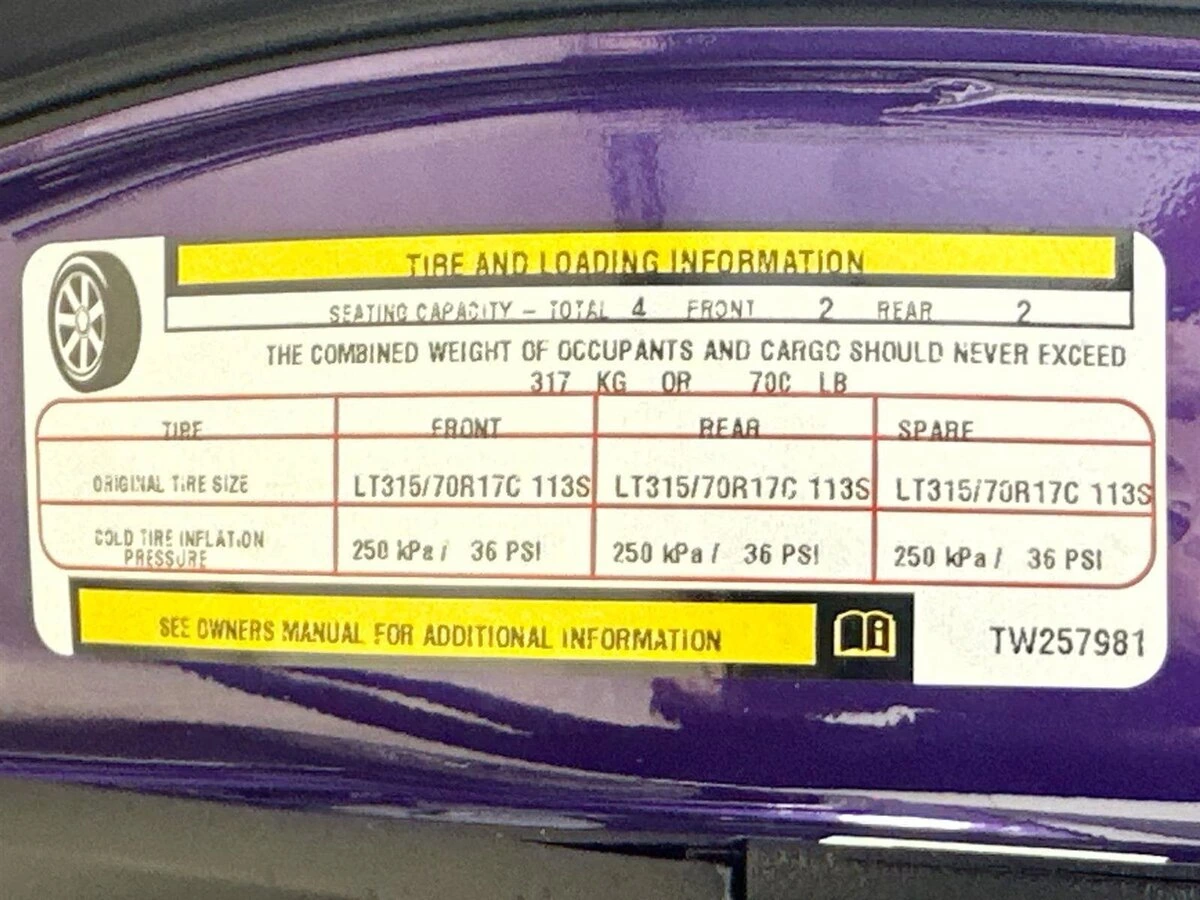 TIRE AND LOADING INFORMATION
SEATING CAPACITY – TOTAL 4 FRONT 2 REAR 2
THE COMBINED WEIGHT OF OCCUPANTS AND CARGO SHOULD NEVER EXCEED
317 KG OR 700 LB
TIRE FRONT REAR SPARE
ORIGINAL TIRE SIZE LT315/70R17C 113S LT315/70R17C 113S LT315/70R17C 113S
COLD TIRE INFLATION
PRESSURE 250 kPa / 36 PSI 250 kPa / 36 PSI 250 kPa / 36 PSI
SEE OWNERS MANUAL FOR ADDITIONAL INFORMATION
TW257981